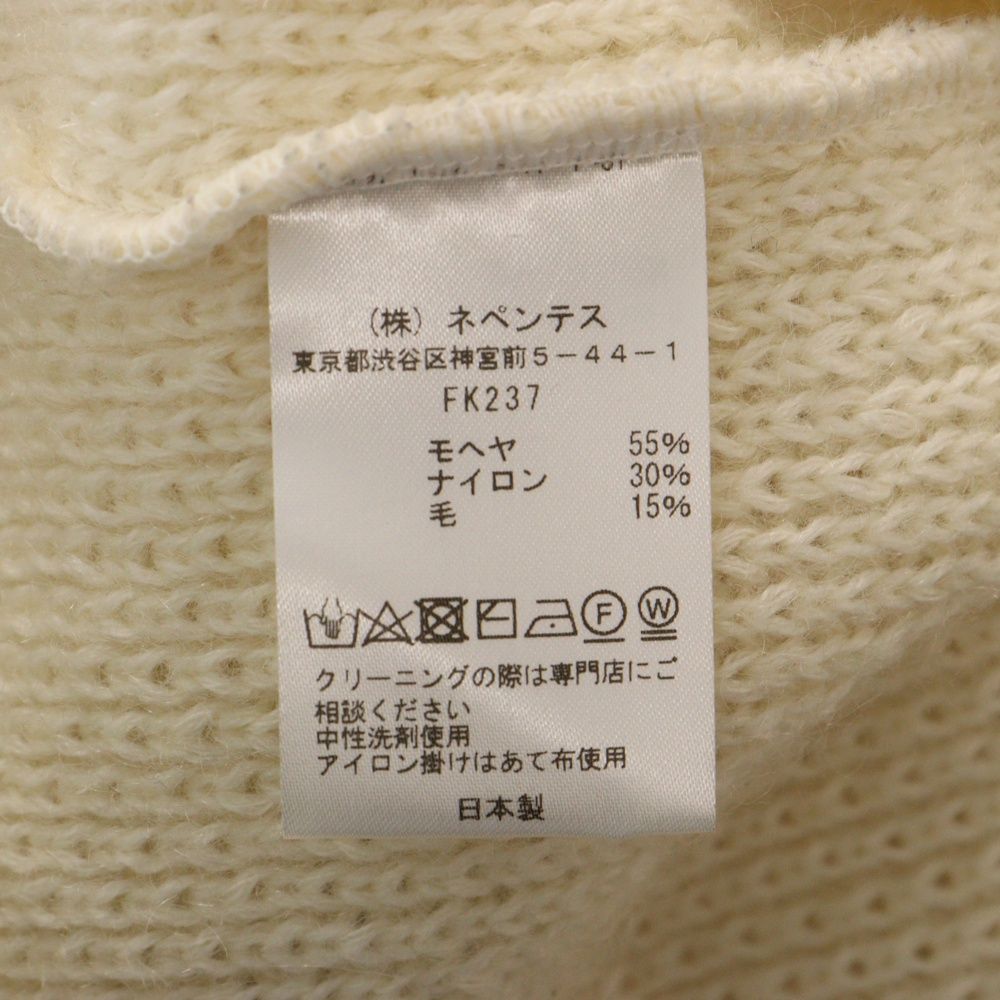 （株）ネペンテス
東京都渋谷区神宮前５−４４−１
FK237
モヘヤ 55%
ナイロン 30%
毛 15%
F W
クリーニングの際は専門店にご
相談ください
中性洗剤使用
アイロン掛けはあて布使用
日本製